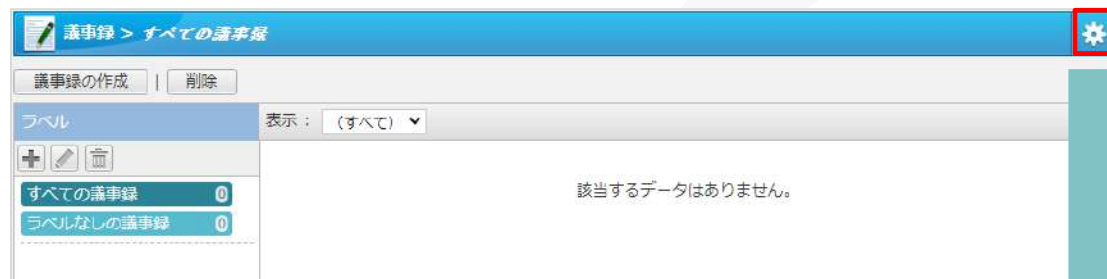 議事録 > すべての議事録
議事録の作成 | 削除
ラベル
表示: (すべて)
すべての議事録 0
ラベルなしの議事録 0
該当するデータはありません。